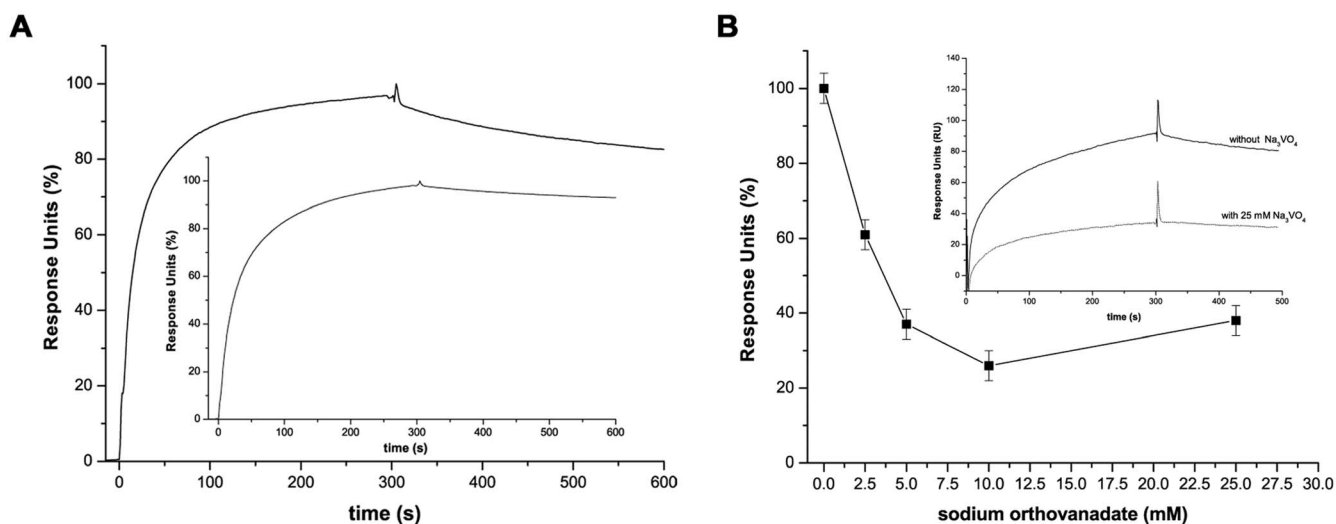 A
Response Units (%)
100
80
60
40
20
0
0 100 200 300 400 500 600
time (s)
Response Units (%)
100
80
60
40
20
0
0 100 200 300 400 500 600
time (s)
B
Response Units (%)
100
80
60
40
20
0
0.0 2.5 5.0 7.5 10.0 12.5 15.0 17.5 20.0 22.5 25.0 27.5 30.0
sodium orthovanadate (mM)
Response Units (RU)
140
120
100
80
60
40
20
0
without Na₃VO₄
with 25 mM Na₃VO₄
0 100 200 300 400 500
time (s)